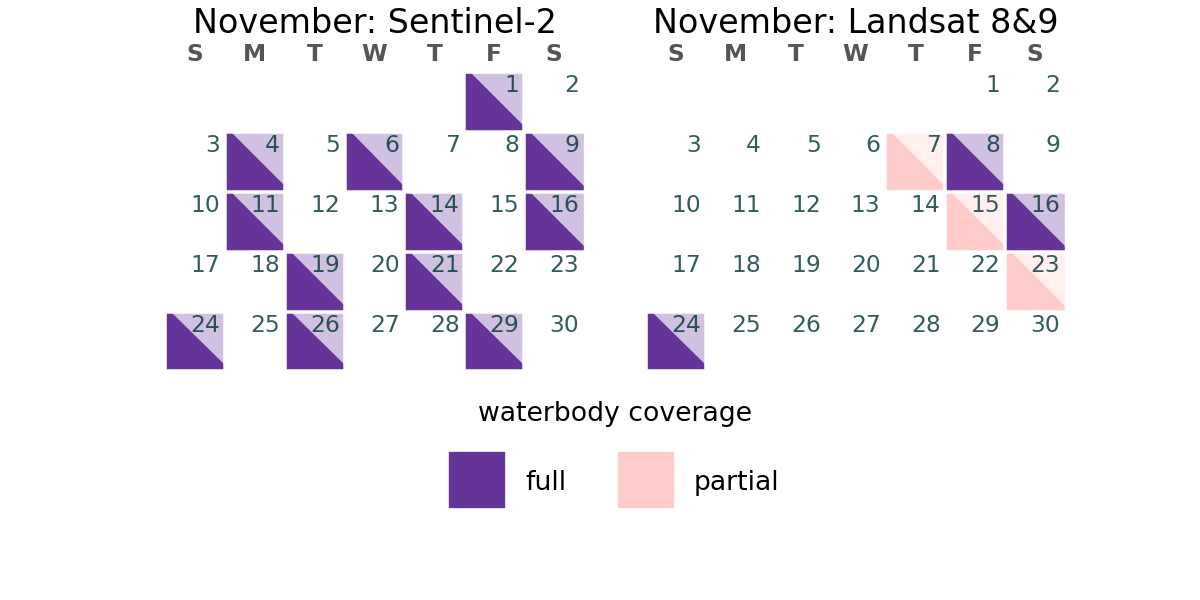 November: Sentinel-2
S M T W T F S
1 2
3 4 5 6 7 8 9
10 11 12 13 14 15 16
17 18 19 20 21 22 23
24 25 26 27 28 29 30
November: Landsat 8&9
S M T W T F S
1 2
3 4 5 6 7 8 9
10 11 12 13 14 15 16
17 18 19 20 21 22 23
24 25 26 27 28 29 30
waterbody coverage
full partial